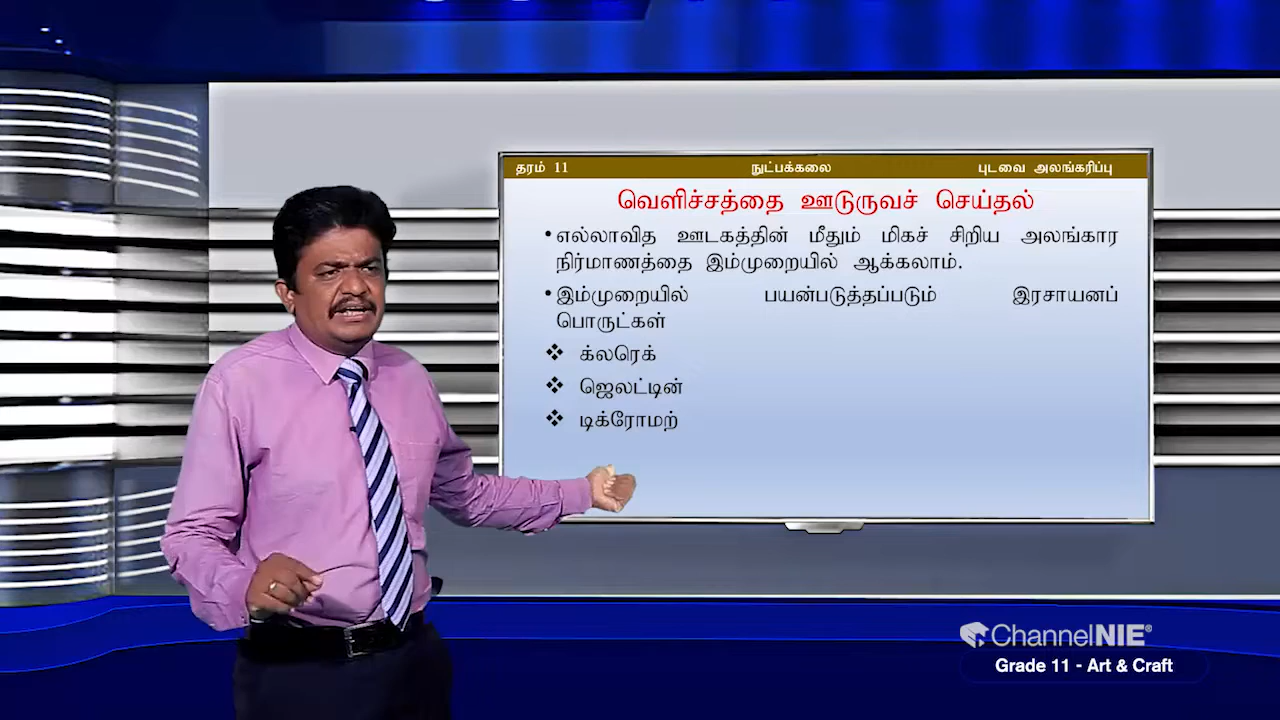 தரம் 11 நுட்பக்கலை புடவை அலங்கரிப்பு
வெளிச்சத்தை ஊடுருவச் செய்தல்
•எல்லாவித ஊடகத்தின் மீதும் மிகச் சிறிய அலங்கார
நிர்மாணத்தை இம்முறையில் ஆக்கலாம்.
•இம்முறையில் பயன்படுத்தப்படும் இரசாயனப்
பொருட்கள்
❖ க்லரெக்
❖ ஜெலட்டின்
❖ டிக்ரோமற்
ChannelNIE®
Grade 11 - Art & Craft